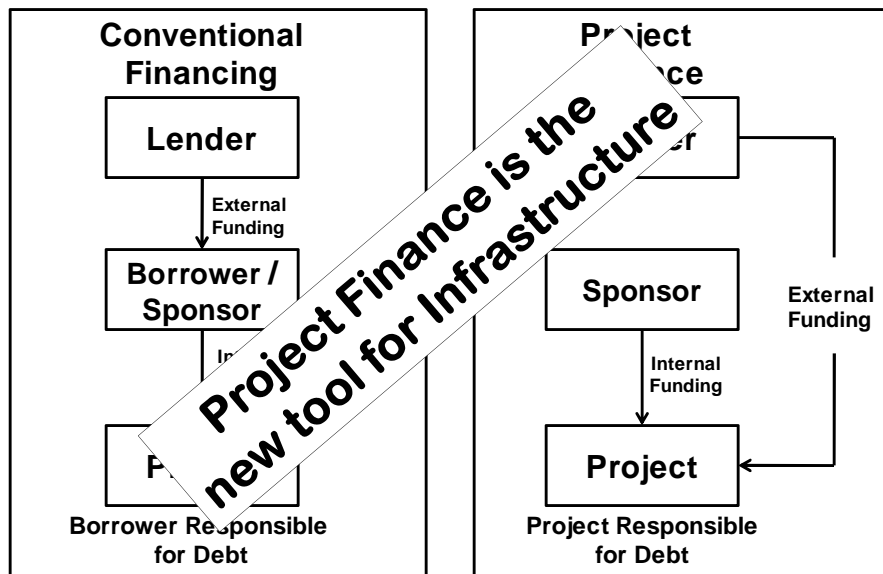 Conventional
Financing
Lender
External
Funding
Borrower /
Sponsor
Borrower Responsible
for Debt
Project Finance is the
new tool for Infrastructure
Project
Sponsor
Internal
Funding
External
Funding
Project
Project Responsible
for Debt